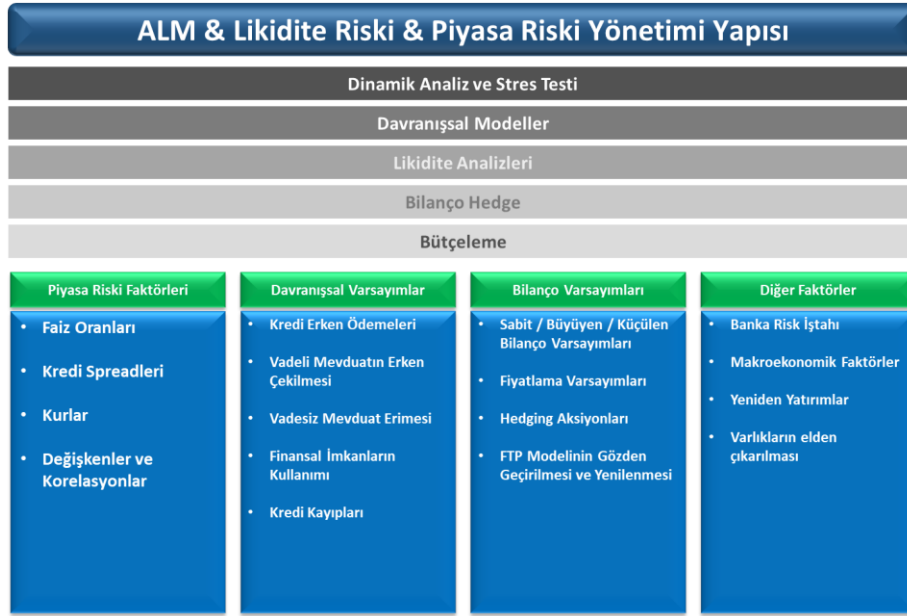 ALM & Likidite Riski & Piyasa Riski Yönetimi Yapısı
Dinamik Analiz ve Stres Testi
Davranışsal Modeller
Likidite Analizleri
Bilanço Hedge
Bütçeleme
Piyasa Riski Faktörleri
• Faiz Oranları
• Kredi Spreadleri
• Kurlar
• Değişkenler ve
Korelasyonlar
Davranışsal Varsayımlar
• Kredi Erken Ödemeleri
• Vadeli Mevduatın Erken
Çekilmesi
• Vadesiz Mevduat Erimesi
• Finansal İmkanların
Kullanımı
• Kredi Kayıpları
Bilanço Varsayımları
• Sabit / Büyüyen / Küçülen
Bilanço Varsayımları
• Fiyatlama Varsayımları
• Hedging Aksiyonları
• FTP Modelinin Gözden
Geçirilmesi ve Yenilenmesi
Diğer Faktörler
• Banka Risk İştahı
• Makroekonomik Faktörler
• Yeniden Yatırımlar
• Varlıkların elden
çıkarılması